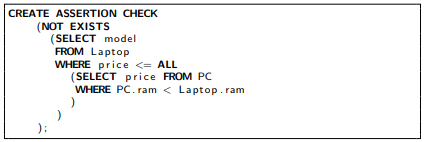 CREATE ASSERTION CHECK
(NOT EXISTS
(SELECT model
FROM Laptop
WHERE price <= ALL
(SELECT price FROM PC
WHERE PC.ram < Laptop.ram
)
)
);